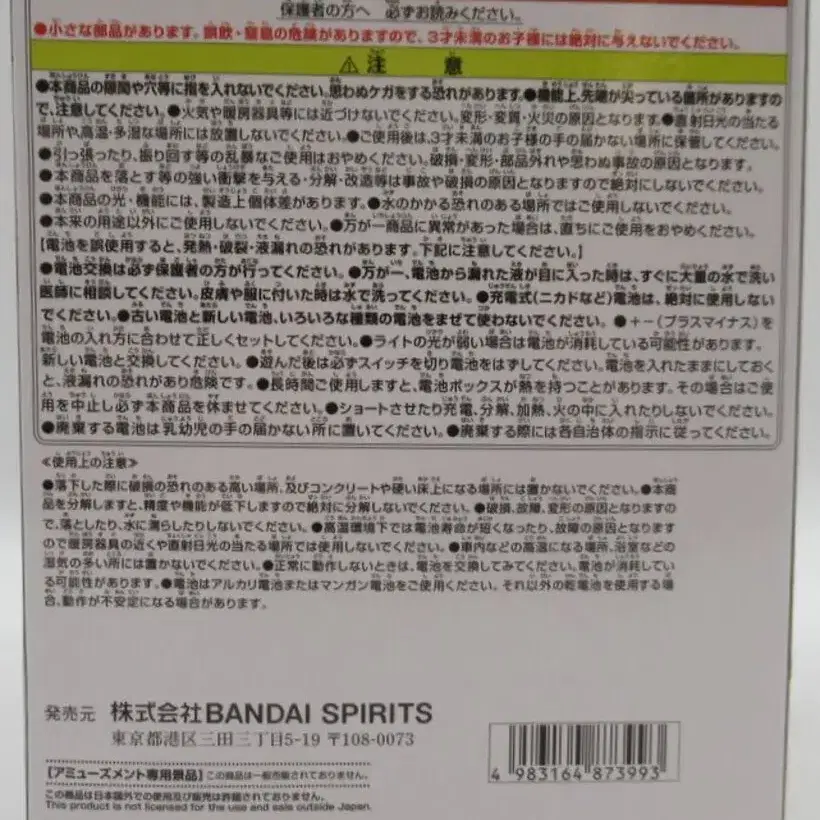 保護者の方へ 必ずお読みください。
●小さな部品があります。誤飲・窒息の危険がありますので、3才未満のお子様には絶対に与えないでください。
⚠注 意
●本商品の隙間や穴等に指を入れないでください。思わぬケガをする恐れがあります。●機能上、先端が尖っている箇所がありますの
で、注意してください。●火気や暖房器具等には近づけないでください。変形・変質・火災の原因となります。●直射日光の当たる
場所や、高温・多湿な場所には放置しないでください。●ご使用後は、3才未満のお子様の手の届かない場所に保管してください。
●引っ張ったり、振り回す等の乱暴なご使用はおやめください。破損・変形・部品外れや思わぬ事故の原因となります。
●本商品を落とす等の強い衝撃を与える・分解・改造等は事故や破損の原因となりますので絶対にしないでください。
●本商品の光・機能には、製造上個体差があります。●水のかかる恐れのある場所ではご使用しないでください。
●本来の用途以外にご使用しないでください。●万が一商品に異常があった場合は、直ちにご使用をおやめください。
【電池を誤使用すると、発熱・破裂・液漏れの恐れがあります。下記に注意してください。】
●電池交換は必ず保護者の方が行ってください。●万が一、電池から漏れた液が目に入った時は、すぐに大量の水で洗い
医師に相談してください。皮膚や服に付いた時は水で洗ってください。●充電式(ニカドなど)電池は、絶対に使用しない
でください。●古い電池と新しい電池、いろいろな種類の電池をまぜて使わないでください。●+-(プラスマイナス)を
電池の入れ方に合わせて正しくセットしてください。●ライトの光が弱い場合は電池が消耗している可能性があります。
新しい電池と交換してください。●遊んだ後は必ずスイッチを切り電池をはずしてください。電池を入れたままにしておく
と、液漏れの恐れがあり危険です。●長時間ご使用しますと、電池ボックスが熱を持つことがあります。その場合はご使
用を中止し必ず本商品を休ませてください。●ショートさせたり充電、分解、加熱、火の中に入れたりしないでください。
●廃棄する電池は乳幼児の手の届かない所に置いてください。●廃棄する際には各自治体の指示に従ってください。
≪使用上の注意≫
●落下した際に破損の恐れのある高い場所、及びコンクリートや硬い床上になる場所には置かないでください。●本商
品を分解しますと、精度や機能が低下しますので絶対に分解しないでください。●破損、故障、変形の原因となりますの
で、落としたり、水に濡らしたりしないでください。●高温環境下では電池寿命が短くなったり、故障の原因となります
ので暖房器具の近くや直射日光の当たる場所では使用しないでください。●車内などの高温になる場所、浴室などの
湿気の多い所には置かないでください。●正常に動作しないときは、電池を交換してみてください。電池が消耗してい
る可能性があります。●電池はアルカリ電池またはマンガン電池をご使用ください。それ以外の乾電池を使用する場
合、動作が不安定になる場合があります。
発売元 株式会社BANDAI SPIRITS
東京都港区三田三丁目5-19 〒108-0073
4 983164 873993
【アミューズメント専用景品】この商品は一般市販されておりません。
この商品は日本国外での使用及び販売は許諾されておりません。
This product is not licensed for the use and sale outside Japan.